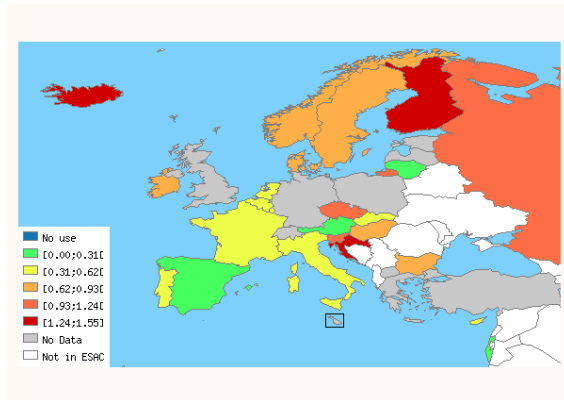 No use
[0.00;0.31[
[0.31;0.62[
[0.62;0.93[
[0.93;1.24[
[1.24;1.55]
No Data
Not in ESAC